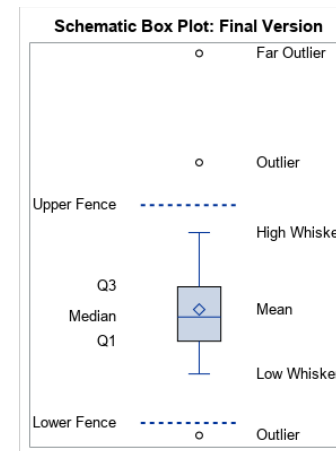 Schematic Box Plot: Final Version
Far Outlier
Outlier
Upper Fence
High Whiske
Q3
Mean
Median
Q1
Low Whiske
Lower Fence
Outlier